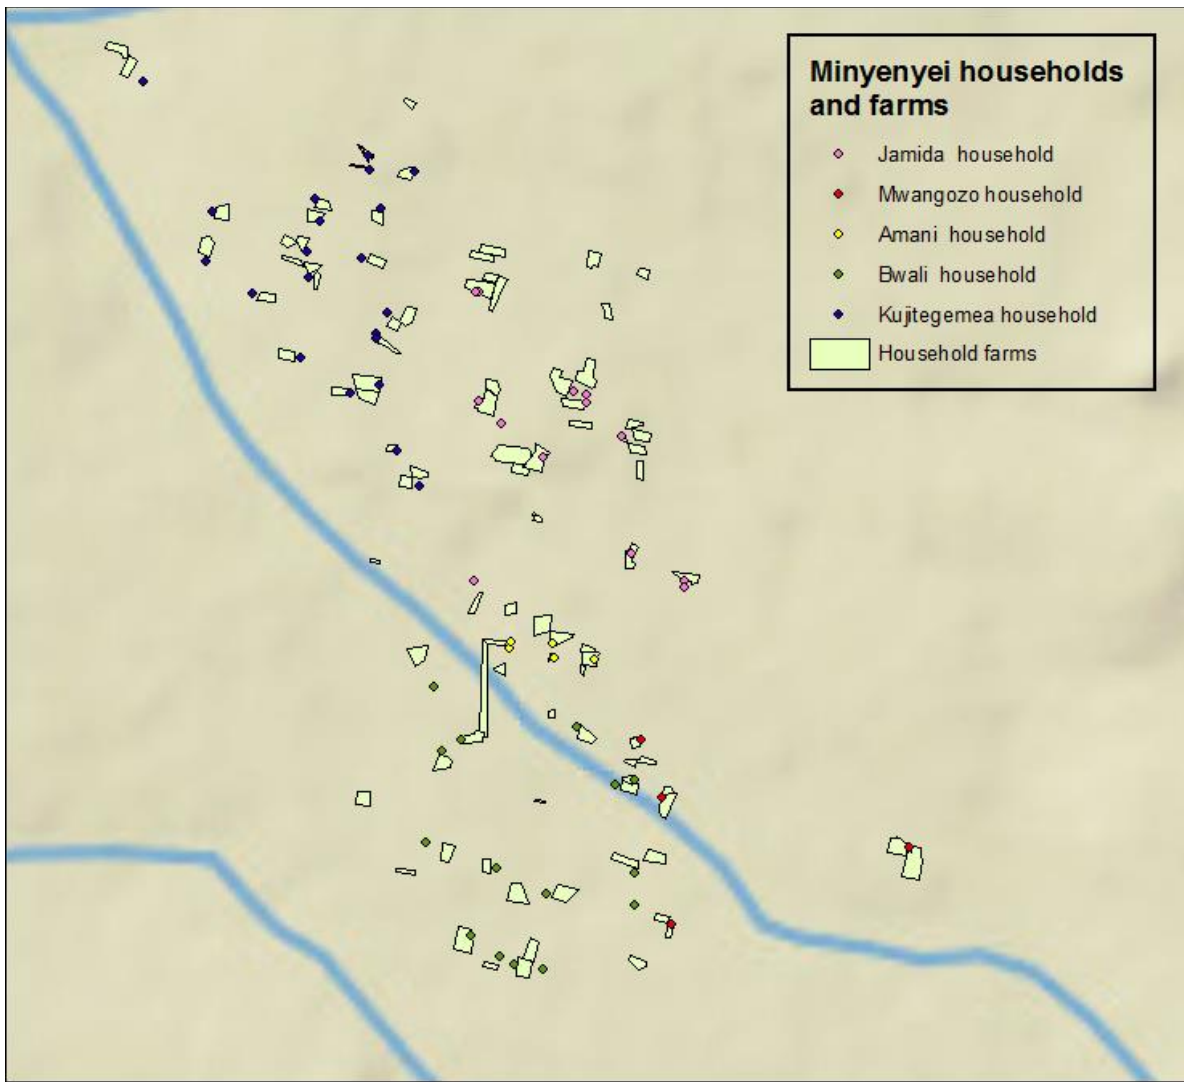 Minyenyei households
and farms
Jamida household
Mwangozo household
Amani household
Bwali household
Kujitegemea household
Household farms